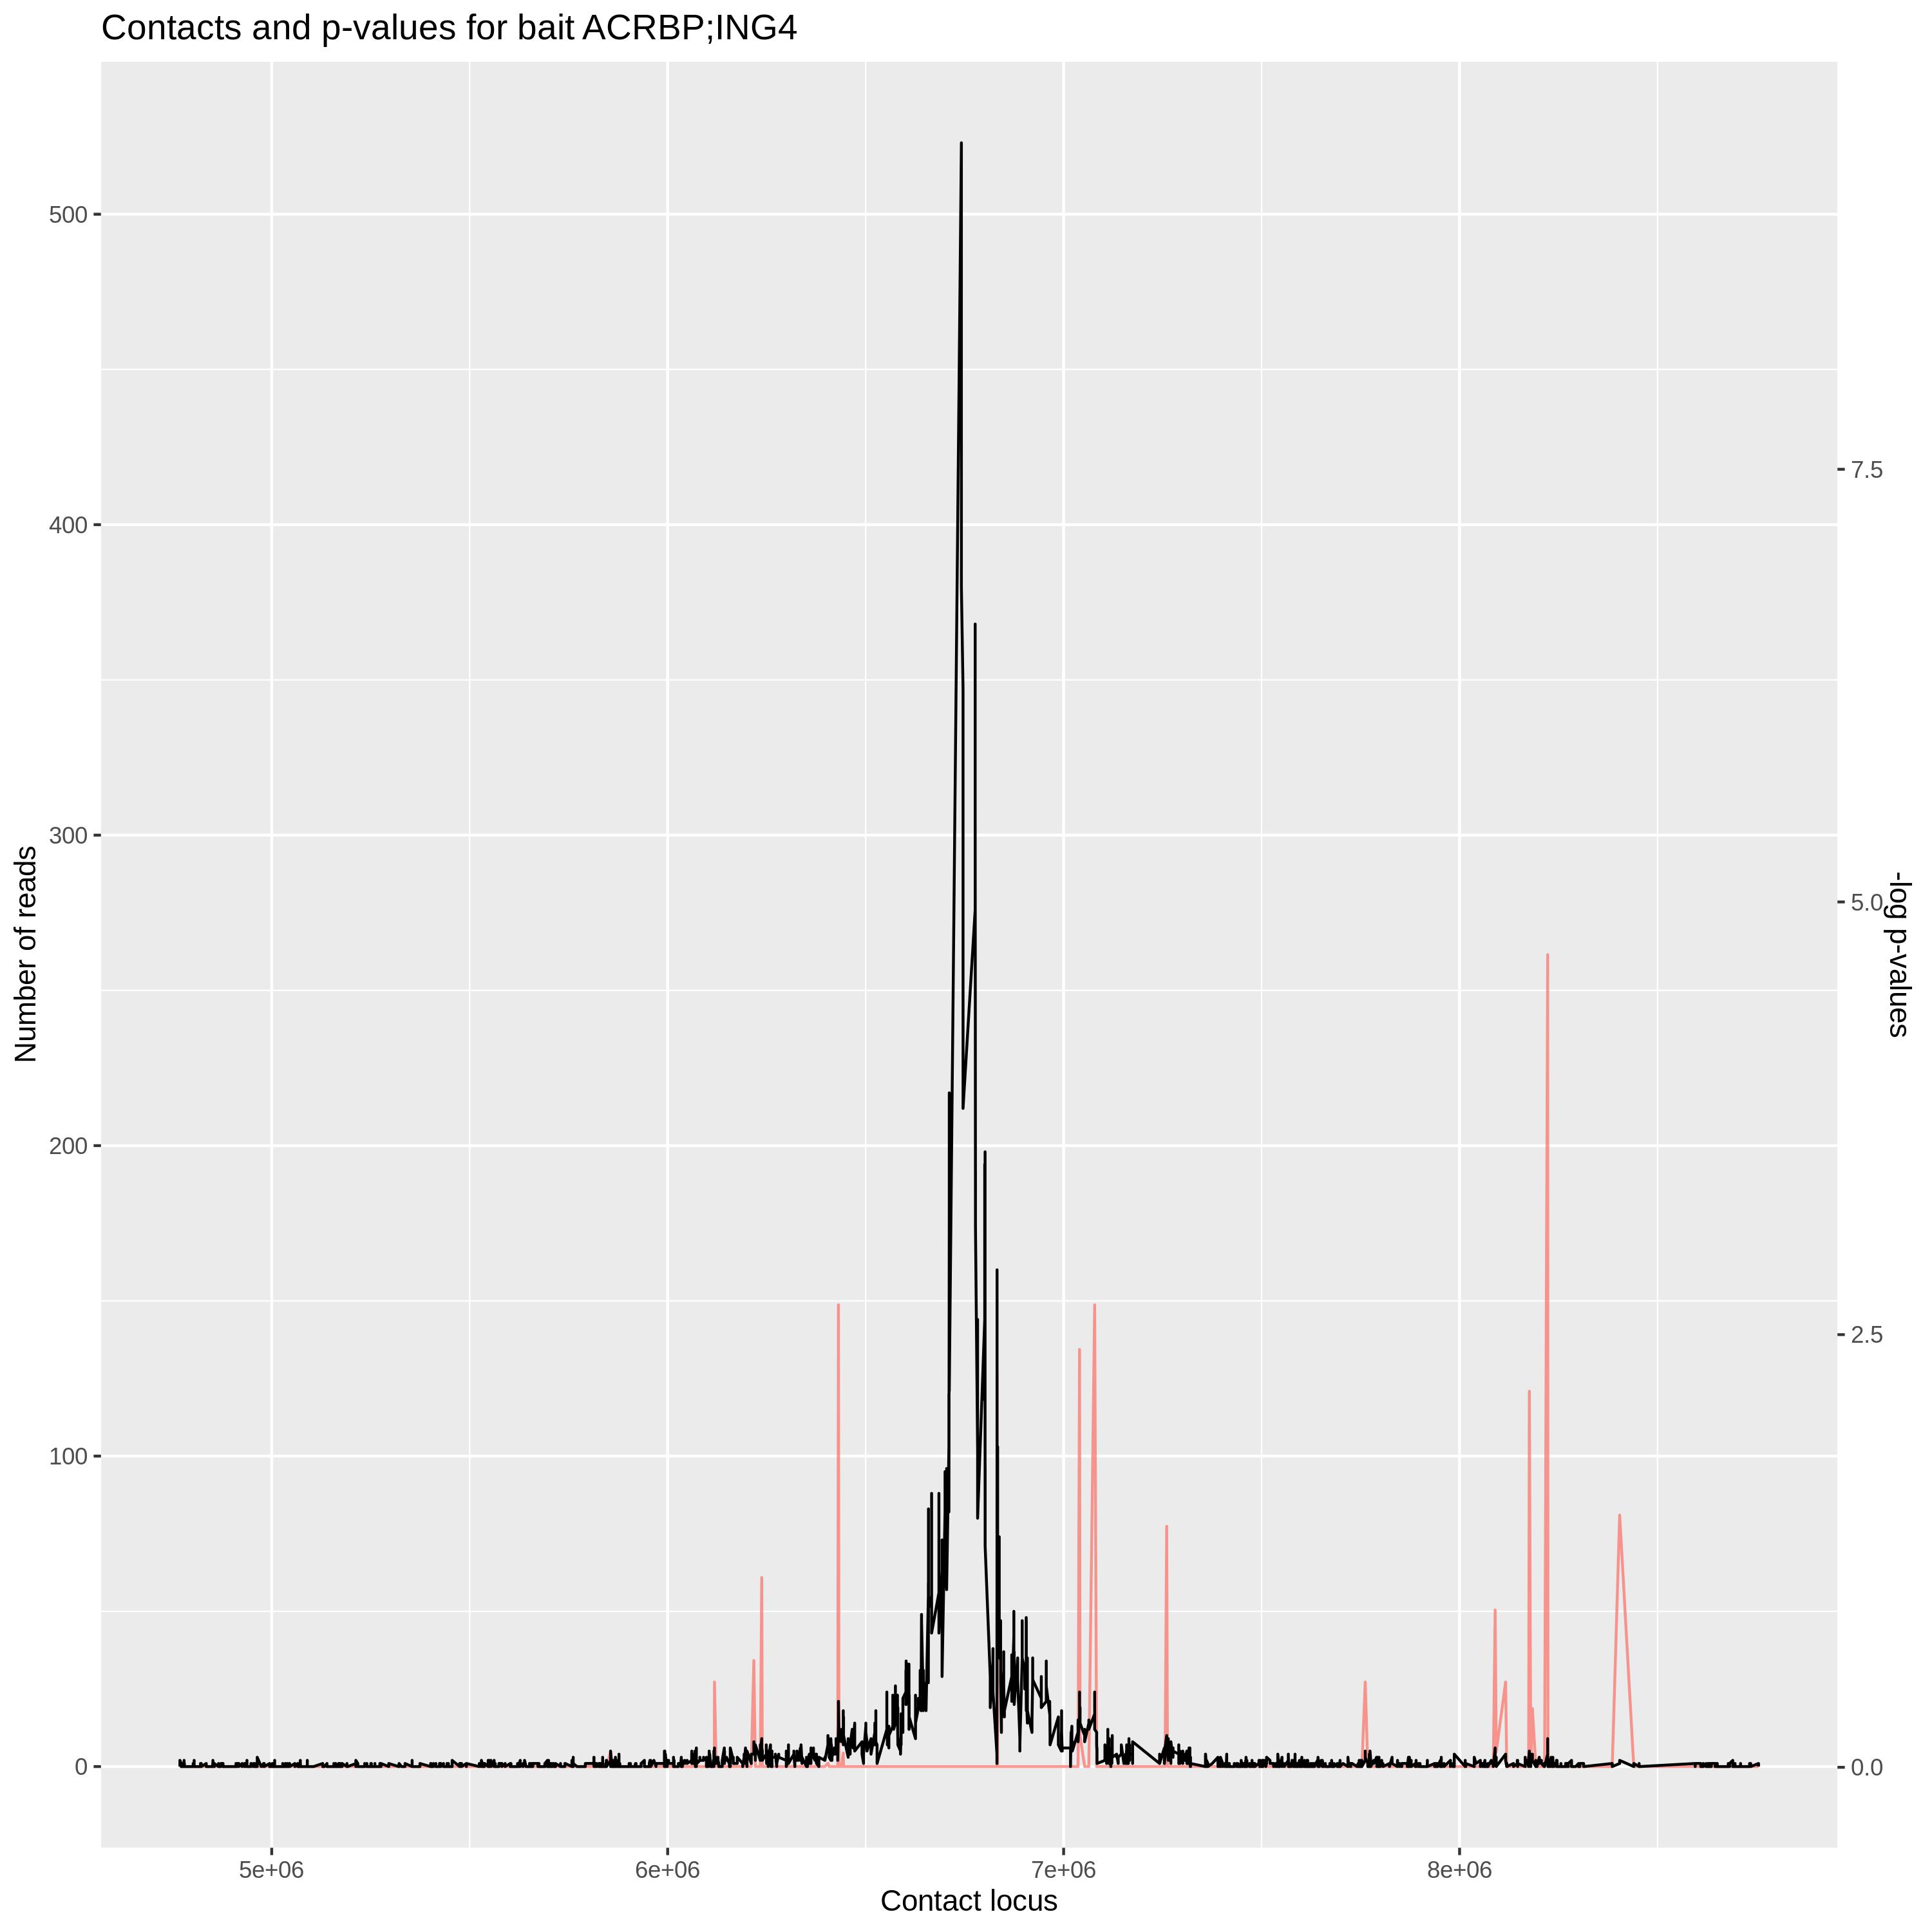 Contacts and p-values for bait ACRBP;ING4
500
400
300
200
100
0
Number of reads
7.5
5.0
2.5
0.0
-log p-values
5e+06
6e+06
7e+06
8e+06
Contact locus